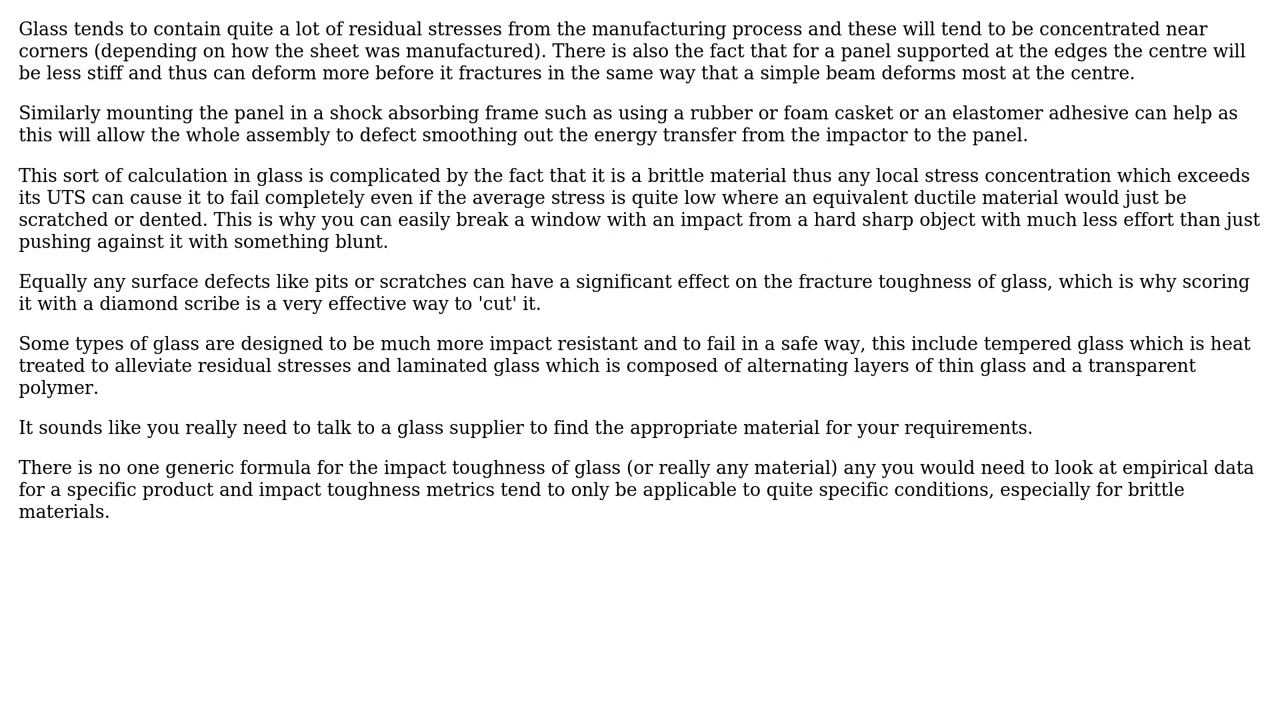 Glass tends to contain quite a lot of residual stresses from the manufacturing process and these will tend to be concentrated near
corners (depending on how the sheet was manufactured). There is also the fact that for a panel supported at the edges the centre will
be less stiff and thus can deform more before it fractures in the same way that a simple beam deforms most at the centre.
Similarly mounting the panel in a shock absorbing frame such as using a rubber or foam casket or an elastomer adhesive can help as
this will allow the whole assembly to defect smoothing out the energy transfer from the impactor to the panel.
This sort of calculation in glass is complicated by the fact that it is a brittle material thus any local stress concentration which exceeds
its UTS can cause it to fail completely even if the average stress is quite low where an equivalent ductile material would just be
scratched or dented. This is why you can easily break a window with an impact from a hard sharp object with much less effort than just
pushing against it with something blunt.
Equally any surface defects like pits or scratches can have a significant effect on the fracture toughness of glass, which is why scoring
it with a diamond scribe is a very effective way to 'cut' it.
Some types of glass are designed to be much more impact resistant and to fail in a safe way, this include tempered glass which is heat
treated to alleviate residual stresses and laminated glass which is composed of alternating layers of thin glass and a transparent
polymer.
It sounds like you really need to talk to a glass supplier to find the appropriate material for your requirements.
There is no one generic formula for the impact toughness of glass (or really any material) any you would need to look at empirical data
for a specific product and impact toughness metrics tend to only be applicable to quite specific conditions, especially for brittle
materials.